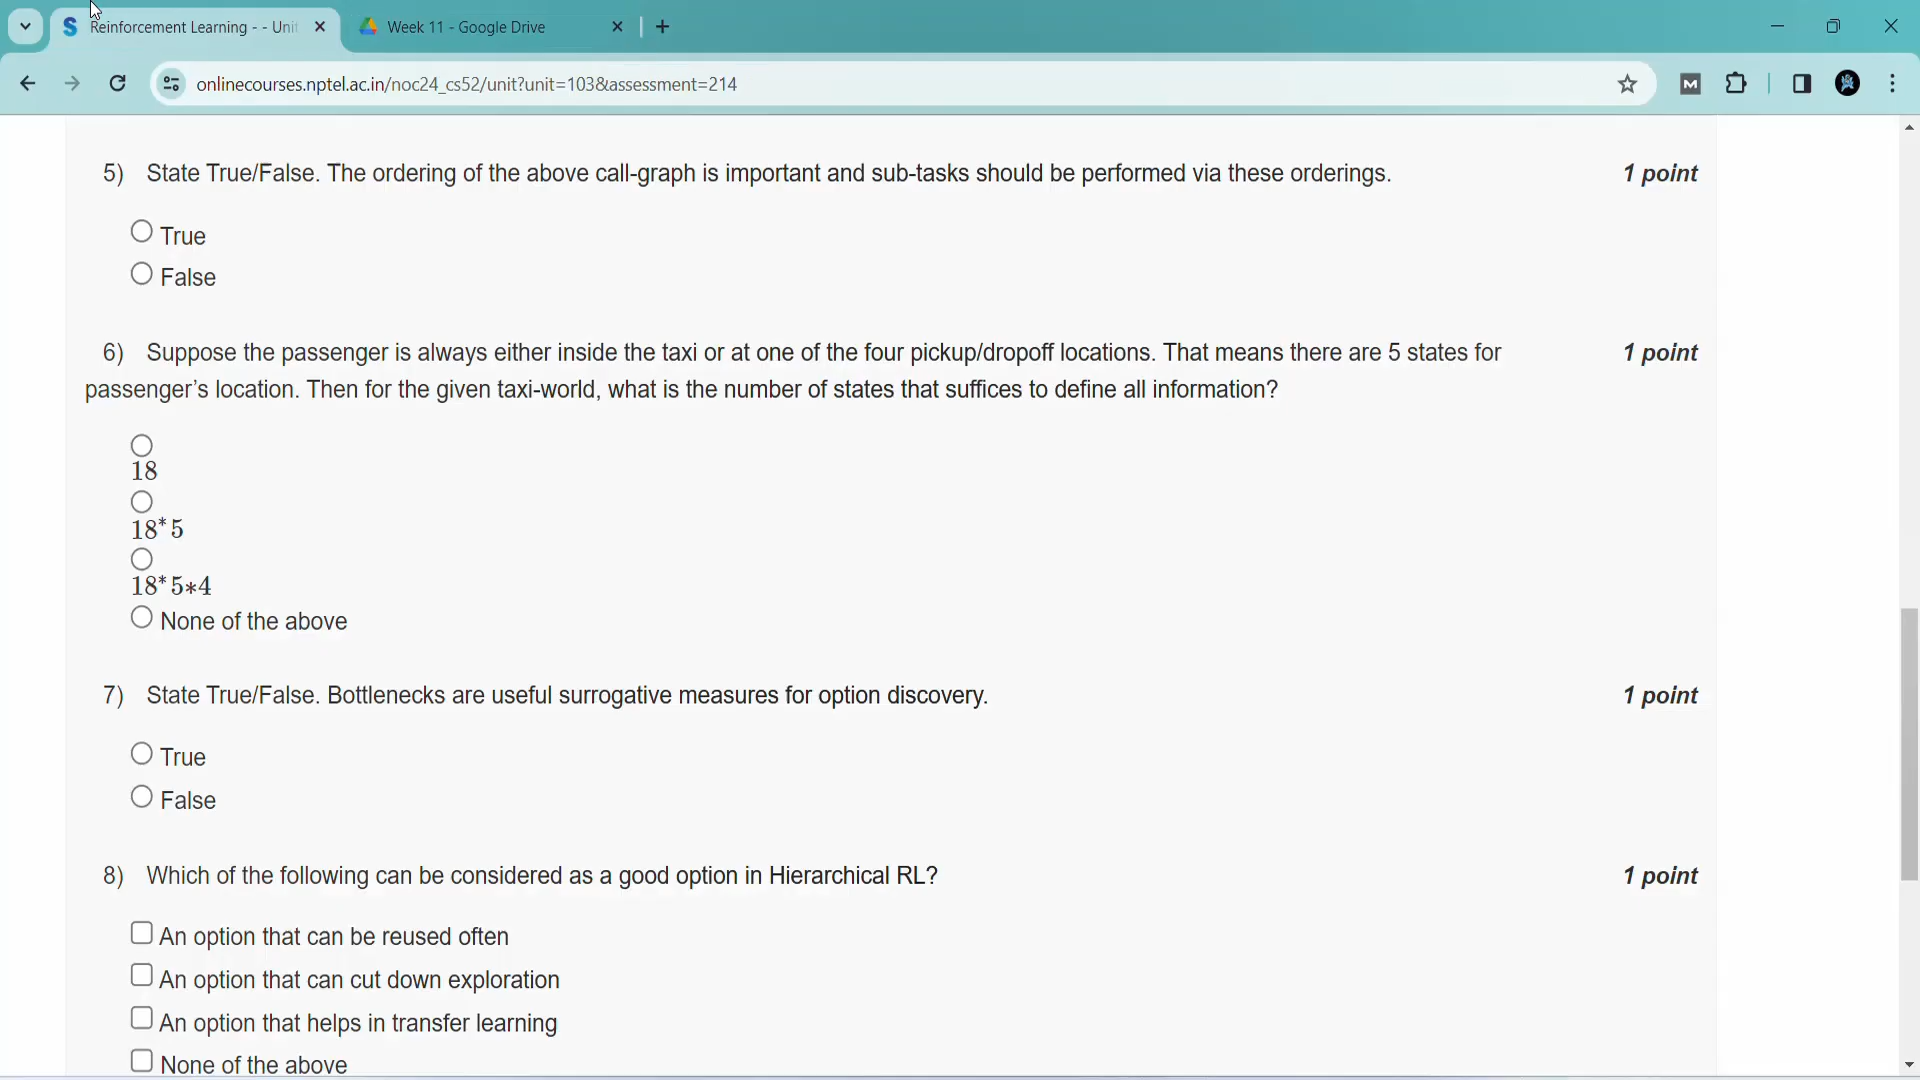 Reinforcement Learning - - Unit
Week 11 - Google Drive
onlinecourses.nptel.ac.in/noc24_cs52/unit?unit=103&assessment=214
5) State True/False. The ordering of the above call-graph is important and sub-tasks should be performed via these orderings. 1 point
True
False
6) Suppose the passenger is always either inside the taxi or at one of the four pickup/dropoff locations. That means there are 5 states for 1 point
passenger's location. Then for the given taxi-world, what is the number of states that suffices to define all information?
18
18*5
18*5*4
None of the above
7) State True/False. Bottlenecks are useful surrogative measures for option discovery. 1 point
True
False
8) Which of the following can be considered as a good option in Hierarchical RL? 1 point
An option that can be reused often
An option that can cut down exploration
An option that helps in transfer learning
None of the above